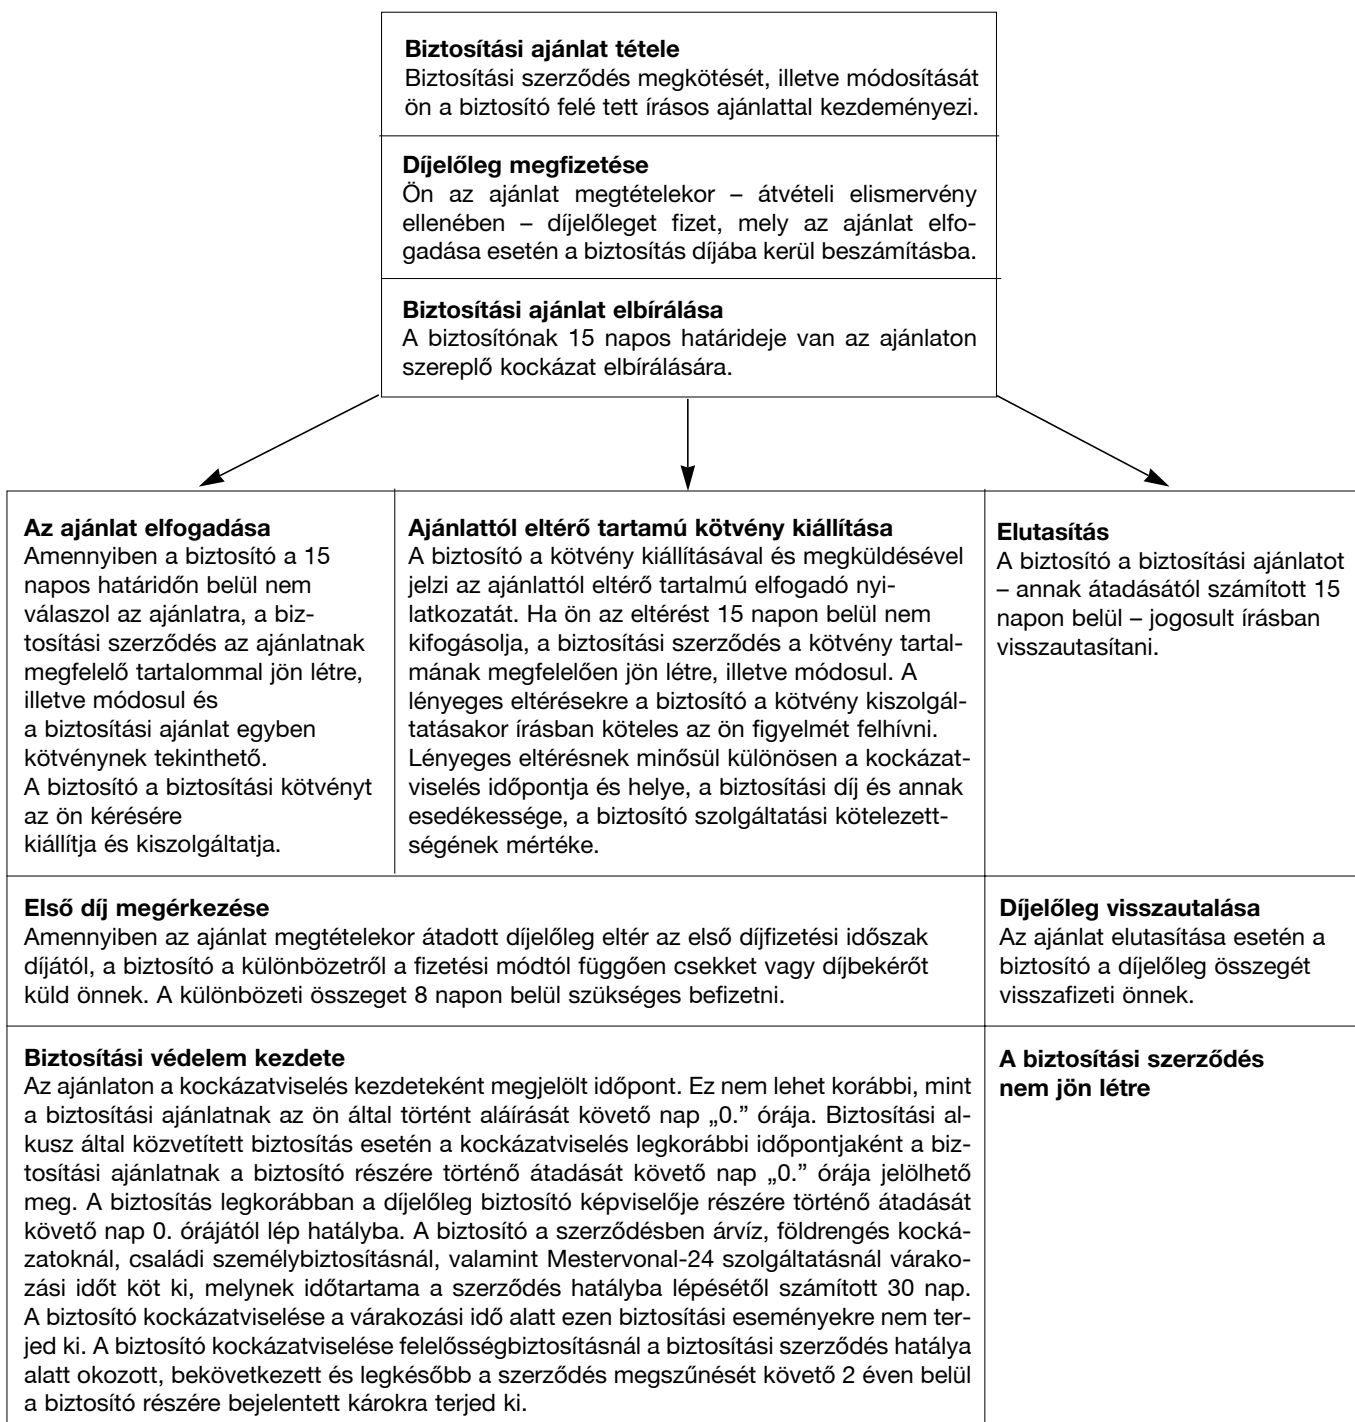 Biztosítási ajánlat tétele
Biztosítási szerződés megkötését, illetve módosítását
ön a biztosító felé tett írásos ajánlattal kezdeményezi.
Díjelőleg megfizetése
Ön az ajánlat megtételekor – átvételi elismervény
ellenében – díjelőleget fizet, mely az ajánlat elfo-
gadása esetén a biztosítás díjába kerül beszámításba.
Biztosítási ajánlat elbírálása
A biztosítónak 15 napos határideje van az ajánlaton
szereplő kockázat elbírálására.
Az ajánlat elfogadása
Amennyiben a biztosító a 15
napos határidőn belül nem
válaszol az ajánlatra, a biz-
tosítási szerződés az ajánlatnak
megfelelő tartalommal jön létre,
illetve módosul és
a biztosítási ajánlat egyben
kötvénynek tekinthető.
A biztosító a biztosítási kötvényt
az ön kérésére
kiállítja és kiszolgáltatja.
Ajánlattól eltérő tartamú kötvény kiállítása
A biztosító a kötvény kiállításával és megküldésével
jelzi az ajánlattól eltérő tartalmú elfogadó nyi-
latkozatát. Ha ön az eltérést 15 napon belül nem
kifogásolja, a biztosítási szerződés a kötvény tartal-
mának megfelelően jön létre, illetve módosul. A
lényeges eltérésekre a biztosító a kötvény kiszolgál-
tatásakor írásban köteles az ön figyelmét felhívni.
Lényeges eltérésnek minősül különösen a kockázat-
viselés időpontja és helye, a biztosítási díj és annak
esedékessége, a biztosító szolgáltatási kötelezett-
ségének mértéke.
Elutasítás
A biztosító a biztosítási ajánlatot
– annak átadásától számított 15
napon belül – jogosult írásban
visszautasítani.
Első díj megérkezése
Amennyiben az ajánlat megtételekor átadott díjelőleg eltér az első díjfizetési időszak
díjától, a biztosító a különbözetről a fizetési módtól függően csekket vagy díjbekérőt
küld önnek. A különbözeti összeget 8 napon belül szükséges befizetni.
Díjelőleg visszautalása
Az ajánlat elutasítása esetén a
biztosító a díjelőleg összegét
visszafizeti önnek.
Biztosítási védelem kezdete
Az ajánlaton a kockázatviselés kezdeteként megjelölt időpont. Ez nem lehet korábbi, mint
a biztosítási ajánlatnak az ön által történt aláírását követő nap „0.” órája. Biztosítási al-
kusz által közvetített biztosítás esetén a kockázatviselés legkorábbi időpontjaként a biz-
tosítási ajánlatnak a biztosító részére történő átadását követő nap „0.” órája jelölhető
meg. A biztosítás legkorábban a díjelőleg biztosító képviselője részére történő átadását
követő nap 0. órájától lép hatályba. A biztosító a szerződésben árvíz, földrengés kocká-
zatoknál, családi személybiztosításnál, valamint Mestervonal-24 szolgáltatásnál várako-
zási időt köt ki, melynek időtartama a szerződés hatályba lépésétől számított 30 nap.
A biztosító kockázatviselése a várakozási idő alatt ezen biztosítási eseményekre nem ter-
jed ki. A biztosító kockázatviselése felelősségbiztosításnál a biztosítási szerződés hatálya
alatt okozott, bekövetkezett és legkésőbb a szerződés megszűnését követő 2 éven belül
a biztosító részére bejelentett károkra terjed ki.
A biztosítási szerződés
nem jön létre